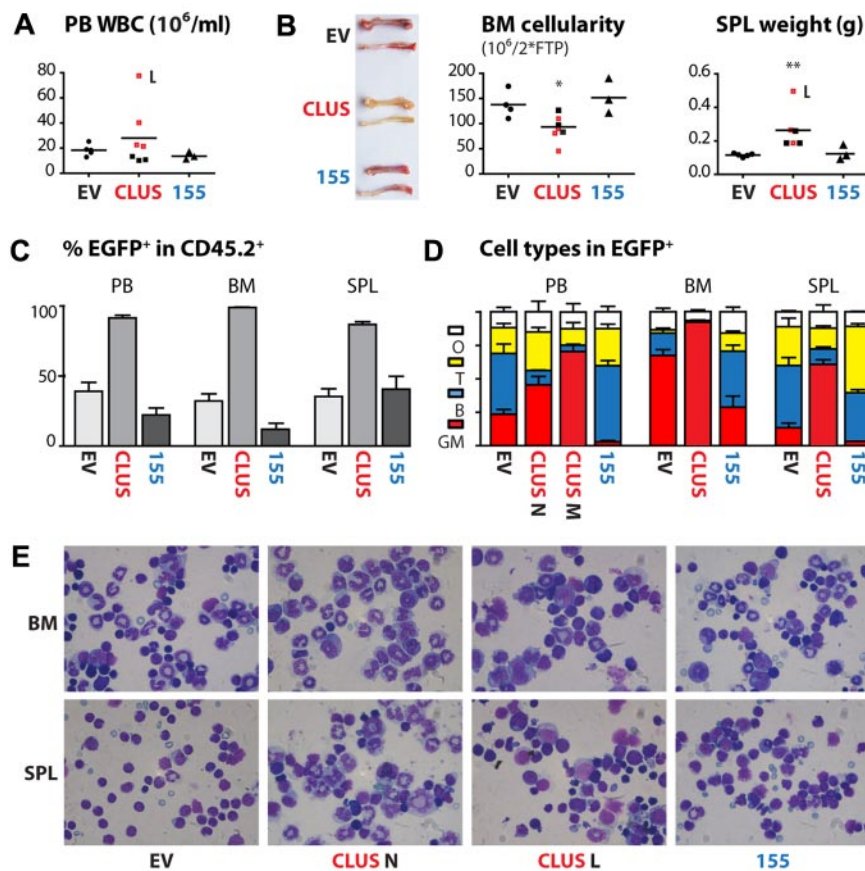 A PB WBC (10⁶/ml)
80
60
40
20
0
L
EV CLUS 155
B
EV
CLUS
155
BM cellularity
(10⁶/2*FTP)
200
150
100
50
0
*
EV CLUS 155
SPL weight (g)
0.6
0.4
0.2
0.0
**
L
EV CLUS 155
C % EGFP⁺ in CD45.2⁺
PB BM SPL
100
50
0
EV CLUS 155 EV CLUS 155 EV CLUS 155
D Cell types in EGFP⁺
PB BM SPL
O
T
B
GM
EV CLUS N CLUS M 155 EV CLUS 155 EV CLUS 155
E
BM
SPL
EV CLUS N CLUS L 155